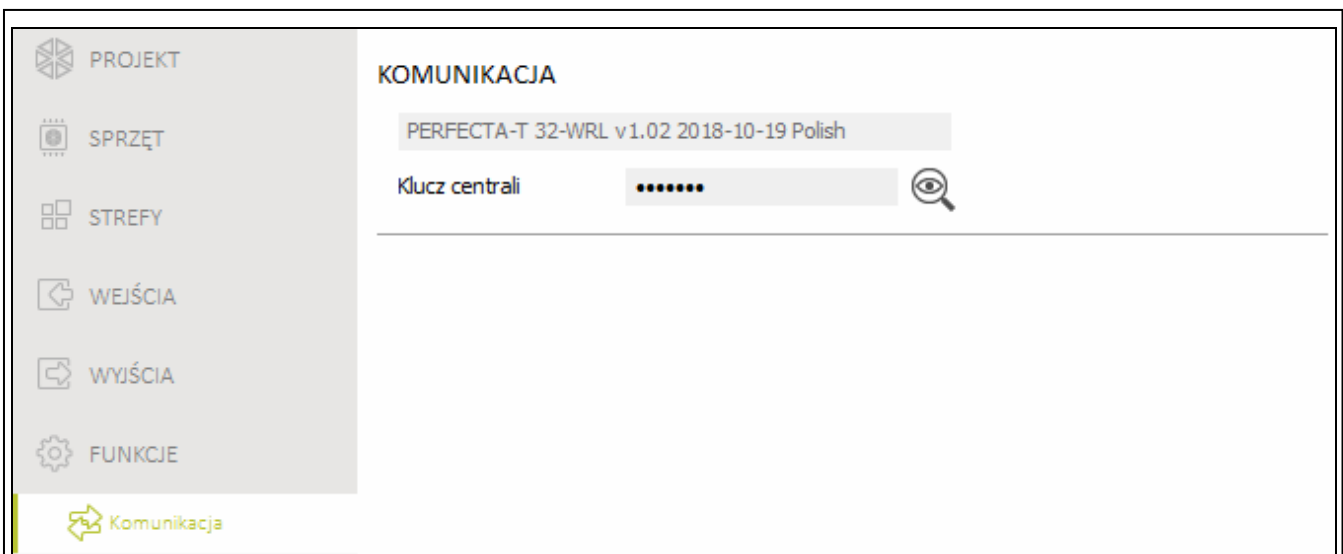 PROJEKT
SPRZĘT
STREFY
WEJŚCIA
WYJŚCIA
FUNKCJE
Komunikacja
KOMUNIKACJA
PERFECTA-T 32-WRL v1.02 2018-10-19 Polish
Klucz centrali •••••••